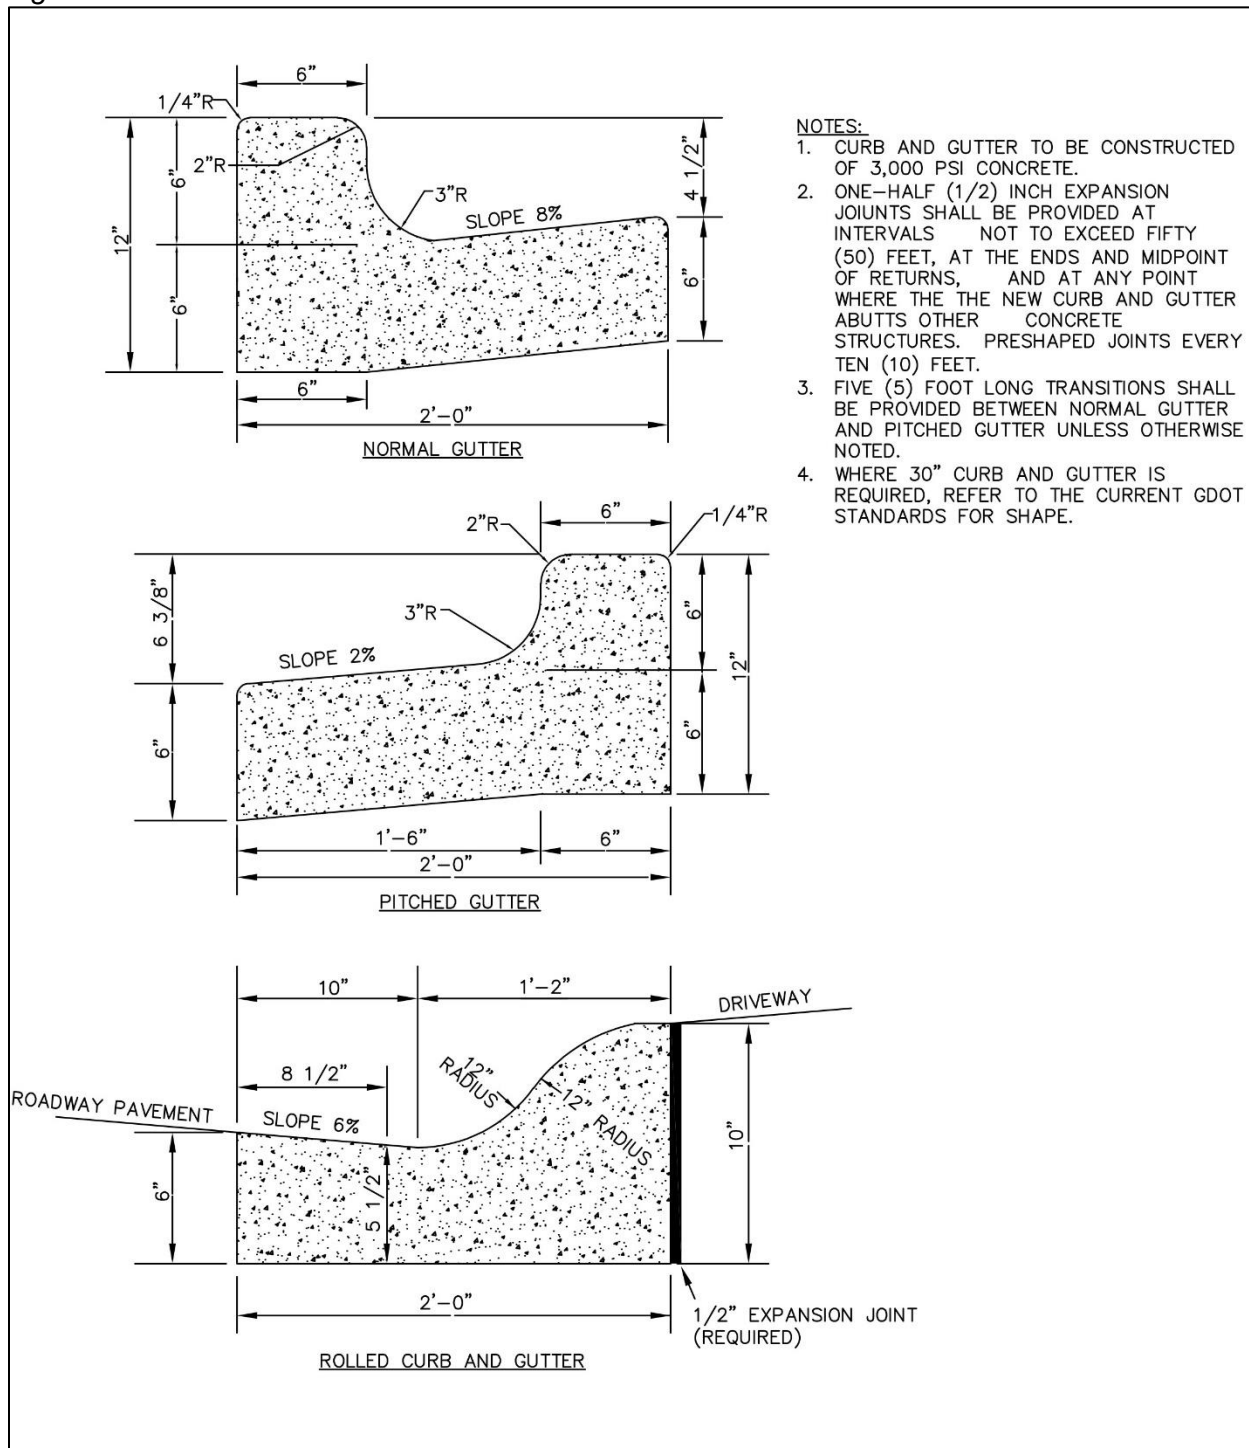 6"
1/4"R
2"R
6"
12"
6"
3"R
SLOPE 8%
4 1/2"
6"
6"
2'-0"
NORMAL GUTTER
NOTES:
1. CURB AND GUTTER TO BE CONSTRUCTED
OF 3,000 PSI CONCRETE.
2. ONE-HALF (1/2) INCH EXPANSION
JOIUNTS SHALL BE PROVIDED AT
INTERVALS NOT TO EXCEED FIFTY
(50) FEET, AT THE ENDS AND MIDPOINT
OF RETURNS, AND AT ANY POINT
WHERE THE THE NEW CURB AND GUTTER
ABUTTS OTHER CONCRETE
STRUCTURES. PRESHAPED JOINTS EVERY
TEN (10) FEET.
3. FIVE (5) FOOT LONG TRANSITIONS SHALL
BE PROVIDED BETWEEN NORMAL GUTTER
AND PITCHED GUTTER UNLESS OTHERWISE
NOTED.
4. WHERE 30" CURB AND GUTTER IS
REQUIRED, REFER TO THE CURRENT GDOT
STANDARDS FOR SHAPE.
2"R
6"
1/4"R
6 3/8"
3"R
SLOPE 2%
6"
6"
12"
6"
1'-6"
6"
2'-0"
PITCHED GUTTER
10"
1'-2"
DRIVEWAY
8 1/2"
12"
RADIUS
12" RADIUS
ROADWAY PAVEMENT
SLOPE 6%
6"
5 1/2"
10"
2'-0"
1/2" EXPANSION JOINT
(REQUIRED)
ROLLED CURB AND GUTTER